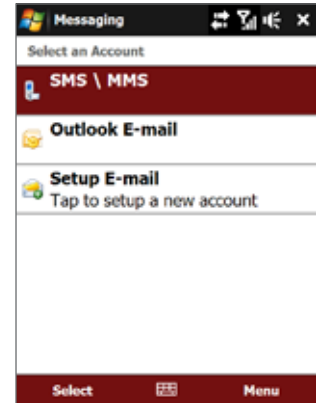 Messaging
Select an Account
SMS \ MMS
Outlook E-mail
Setup E-mail
Tap to setup a new account
Select
Menu